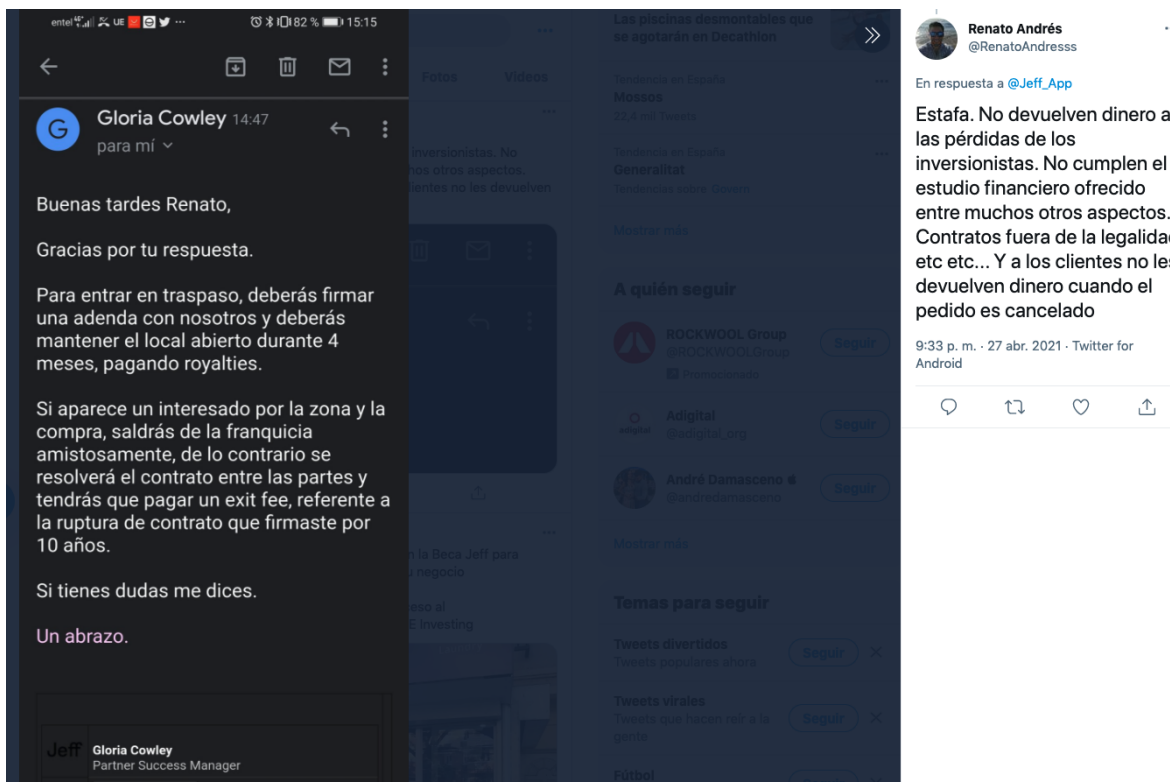 entel 4G UE ··· 82 % 15:15
Gloria Cowley 14:47
para mí
G
Buenas tardes Renato,
Gracias por tu respuesta.
Para entrar en traspaso, deberás firmar
una adenda con nosotros y deberás
mantener el local abierto durante 4
meses, pagando royalties.
Si aparece un interesado por la zona y la
compra, saldrás de la franquicia
amistosamente, de lo contrario se
resolverá el contrato entre las partes y
tendrás que pagar un exit fee, referente a
la ruptura de contrato que firmaste por
10 años.
Si tienes dudas me dices.
Un abrazo.
Jeff
Gloria Cowley
Partner Success Manager
Fotos Videos
inversionistas. No
hos otros aspectos.
lientes no les devuelven
n la Beca Jeff para
u negocio
eso al
E Investing
Las piscinas desmontables que
se agotarán en Decathlon
Tendencia en España
Mossos
22,4 mil Tweets
Tendencia en España
Generalitat
Tendencias sobre Govern
Mostrar más
A quién seguir
ROCKWOOL Group
@ROCKWOOLGroup
Promocionado
Seguir
Adigital
@adigital_org
adigital
Seguir
André Damasceno
@andredamasceno
Seguir
Mostrar más
Temas para seguir
Tweets divertidos
Tweets populares ahora
Seguir
Tweets virales
Tweets que hacen reír a la
gente
Seguir
Fútbol
Renato Andrés
@RenatoAndresss
En respuesta a @Jeff_App
Estafa. No devuelven dinero a
las pérdidas de los
inversionistas. No cumplen el
estudio financiero ofrecido
entre muchos otros aspectos.
Contratos fuera de la legalidad
etc etc... Y a los clientes no les
devuelven dinero cuando el
pedido es cancelado
9:33 p. m. · 27 abr. 2021 · Twitter for
Android